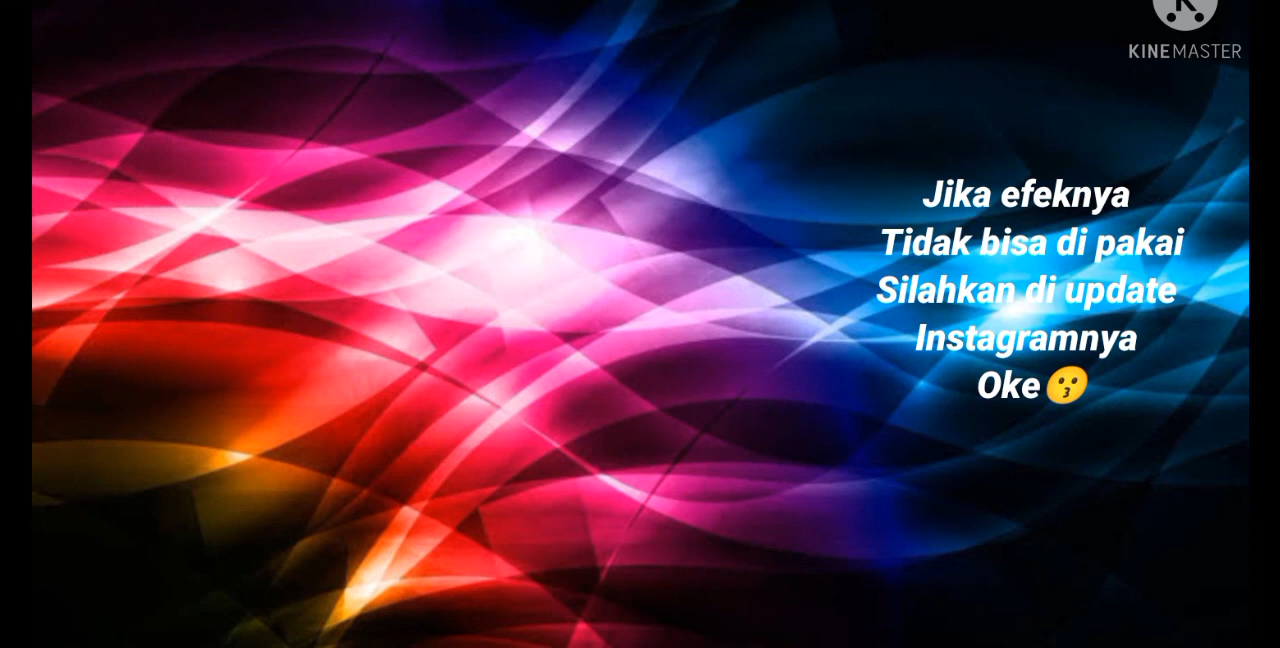 KINEMASTER
Jika efeknya
Tidak bisa di pakai
Silahkan di update
Instagramnya
Oke😗